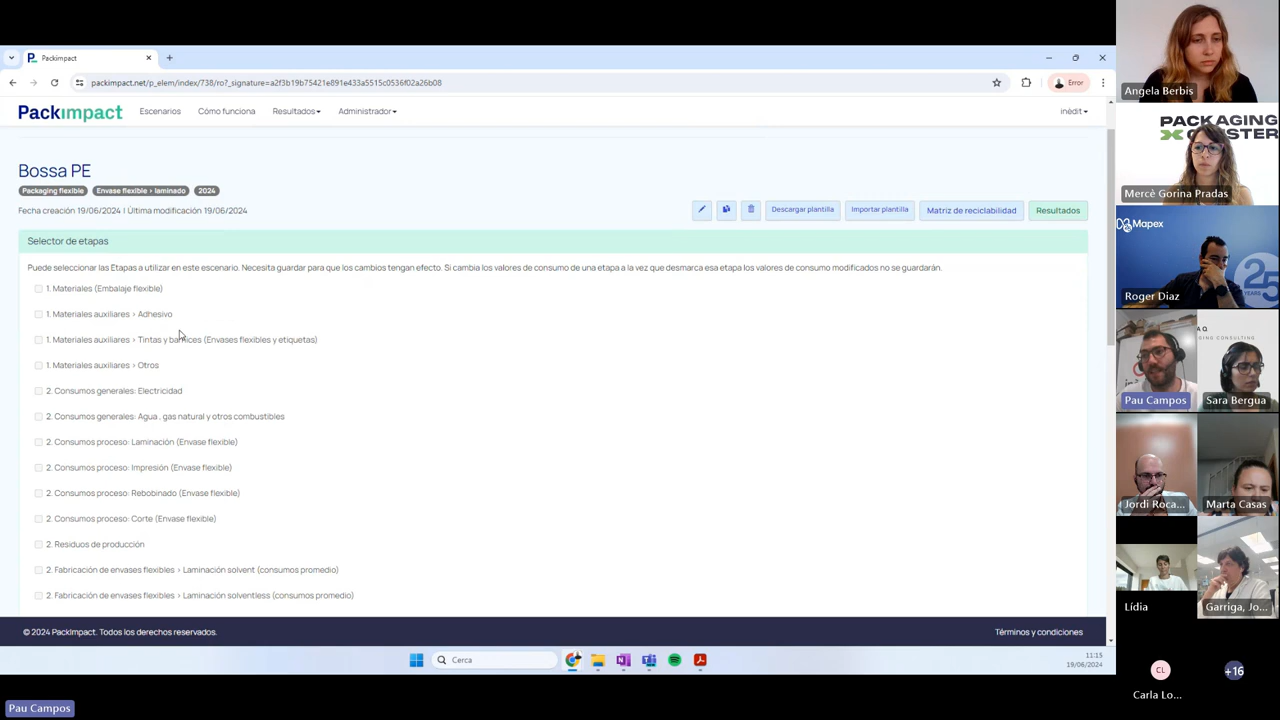 Packimpact
packimpact.net/p_elem/index/738/ro?_signature=a2f3b19b75421e891e433a5515c0536f02a26b08
Error
Packimpact
Escenarios
Cómo funciona
Resultados
Administrador
inèdit
Bossa PE
Packaging flexible
Envase flexible > laminado
2024
Fecha creación 19/06/2024 | Última modificación 19/06/2024
Descargar plantilla
Importar plantilla
Matriz de reciclabilidad
Resultados
Selector de etapas
Puede seleccionar las Etapas a utilizar en este escenario. Necesita guardar para que los cambios tengan efecto. Si cambia los valores de consumo de una etapa a la vez que desmarca esa etapa los valores de consumo modificados no se guardarán.
1. Materiales (Embalaje flexible)
1. Materiales auxiliares > Adhesivo
1. Materiales auxiliares > Tintas y barnices (Envases flexibles y etiquetas)
1. Materiales auxiliares > Otros
2. Consumos generales: Electricidad
2. Consumos generales: Agua , gas natural y otros combustibles
2. Consumos proceso: Laminación (Envase flexible)
2. Consumos proceso: Impresión (Envase flexible)
2. Consumos proceso: Rebobinado (Envase flexible)
2. Consumos proceso: Corte (Envase flexible)
2. Residuos de producción
2. Fabricación de envases flexibles > Laminación solvent (consumos promedio)
2. Fabricación de envases flexibles > Laminación solventless (consumos promedio)
© 2024 PackImpact. Todos los derechos reservados.
Términos y condiciones
Cerca
11:15
19/06/2024
Pau Campos
Angela Berbis
PACKAGING
Mercè Gorina Pradas
Mapex
25
Roger Diaz
Pau Campos
Sara Bergua
Jordi Roca...
Marta Casas
Lídia
Garriga, Jo...
CL
Carla Lo...
+16